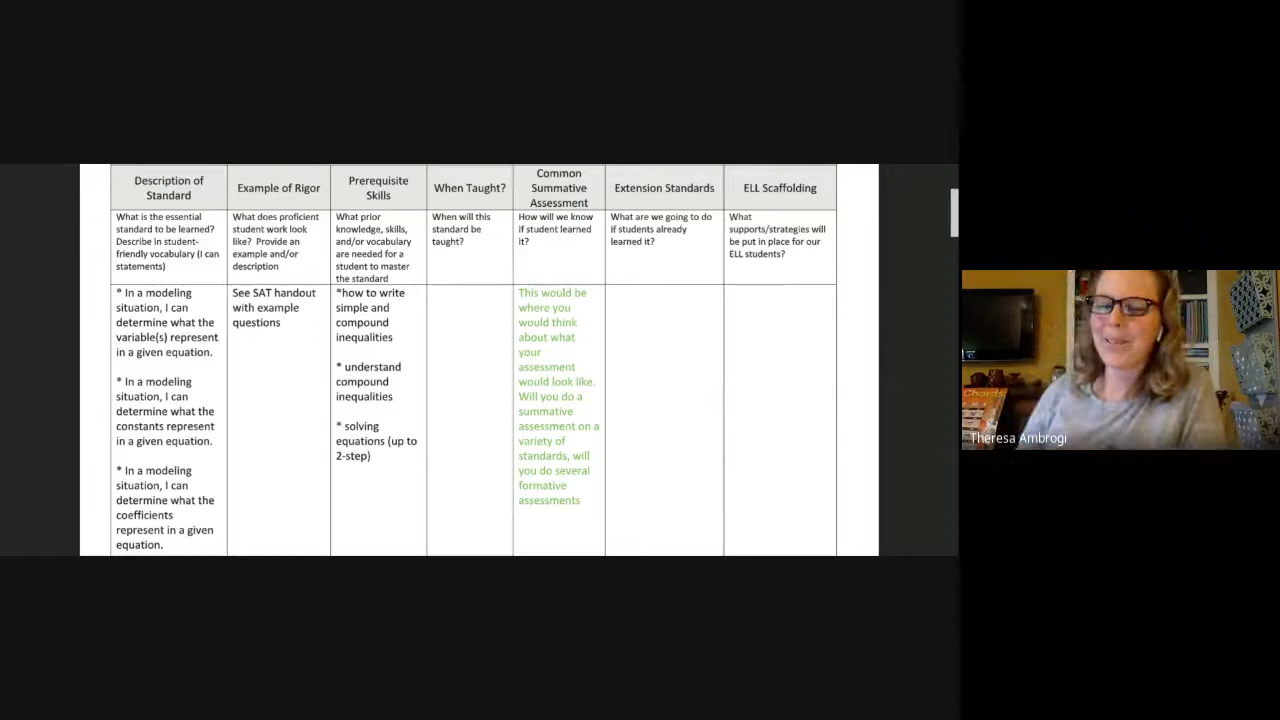 Description of
Standard
Example of Rigor
Prerequisite
Skills
When Taught?
Common
Summative
Assessment
Extension Standards
ELL Scaffolding
What is the essential
standard to be learned?
Describe in student-
friendly vocabulary (I can
statements)
What does proficient
student work look
like? Provide an
example and/or
description
What prior
knowledge, skills,
and/or vocabulary
are needed for a
student to master
the standard
When will this
standard be
taught?
How will we know
if student learned
it?
What are we going to do
if students already
learned it?
What
supports/strategies will
be put in place for our
ELL students?
* In a modeling
situation, I can
determine what the
variable(s) represent
in a given equation.
* In a modeling
situation, I can
determine what the
constants represent
in a given equation.
* In a modeling
situation, I can
determine what the
coefficients
represent in a given
equation.
See SAT handout
with example
questions
*how to write
simple and
compound
inequalities
* understand
compound
inequalities
* solving
equations (up to
2-step)
This would be
where you
would think
about what
your
assessment
would look like.
Will you do a
summative
assessment on a
variety of
standards, will
you do several
formative
assessments
Chords
Theresa Ambrogi